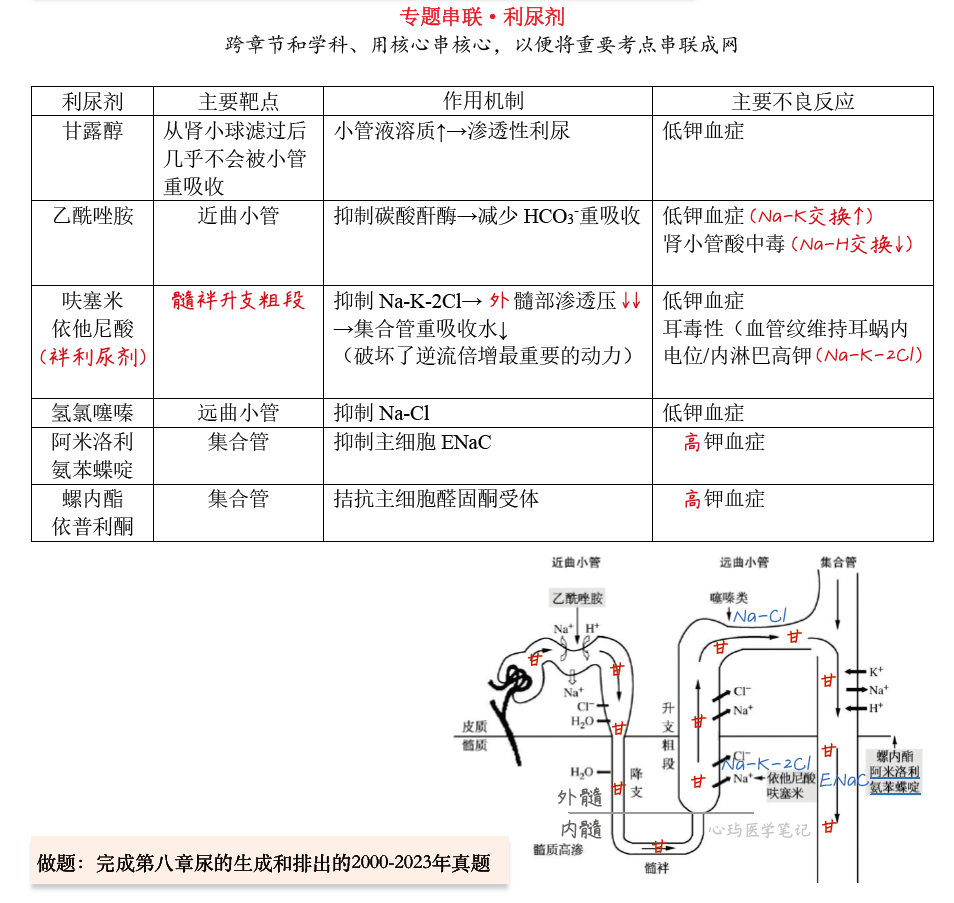 专题串联·利尿剂
跨章节和学科、用核心串核心，以便将重要考点串联成网
利尿剂 主要靶点 作用机制 主要不良反应
甘露醇 从肾小球滤过后 小管液溶质↑→渗透性利尿 低钾血症
几乎不会被小管
重吸收
乙酰唑胺 近曲小管 抑制碳酸酐酶→减少 HCO₃⁻重吸收 低钾血症(Na-K交换↑)
肾小管酸中毒(Na-H交换↓)
呋塞米 髓袢升支粗段 抑制 Na-K-2Cl→ 外 髓部渗透压 ↓↓ 低钾血症
依他尼酸 →集合管重吸收水↓ 耳毒性（血管纹维持耳蜗内
(袢利尿剂) （破坏了逆流倍增最重要的动力） 电位/内淋巴高钾(Na-K-2Cl)
氢氯噻嗪 远曲小管 抑制 Na-Cl 低钾血症
阿米洛利 集合管 抑制主细胞 ENaC 高钾血症
氨苯蝶啶
螺内酯 集合管 拮抗主细胞醛固酮受体 高钾血症
依普利酮
近曲小管 远曲小管 集合管
乙酰唑胺 噻嗪类
Na-Cl
Na⁺ H⁺
甘 甘 甘 甘 甘
K⁺
Na⁺
Na⁺
H⁺
Cl⁻
H₂O
甘
Cl⁻
Na⁺
甘
升支粗段
皮质
髓质
甘
Cl⁻
Na-K-2Cl
Na⁺
依他尼酸
呋塞米
ENaC
螺内酯
阿米洛利
氨苯蝶啶
H₂O
甘
降支
甘
外髓
内髓
心玙医学笔记
甘
髓质高渗
甘
髓袢
做题：完成第八章尿的生成和排出的2000-2023年真题